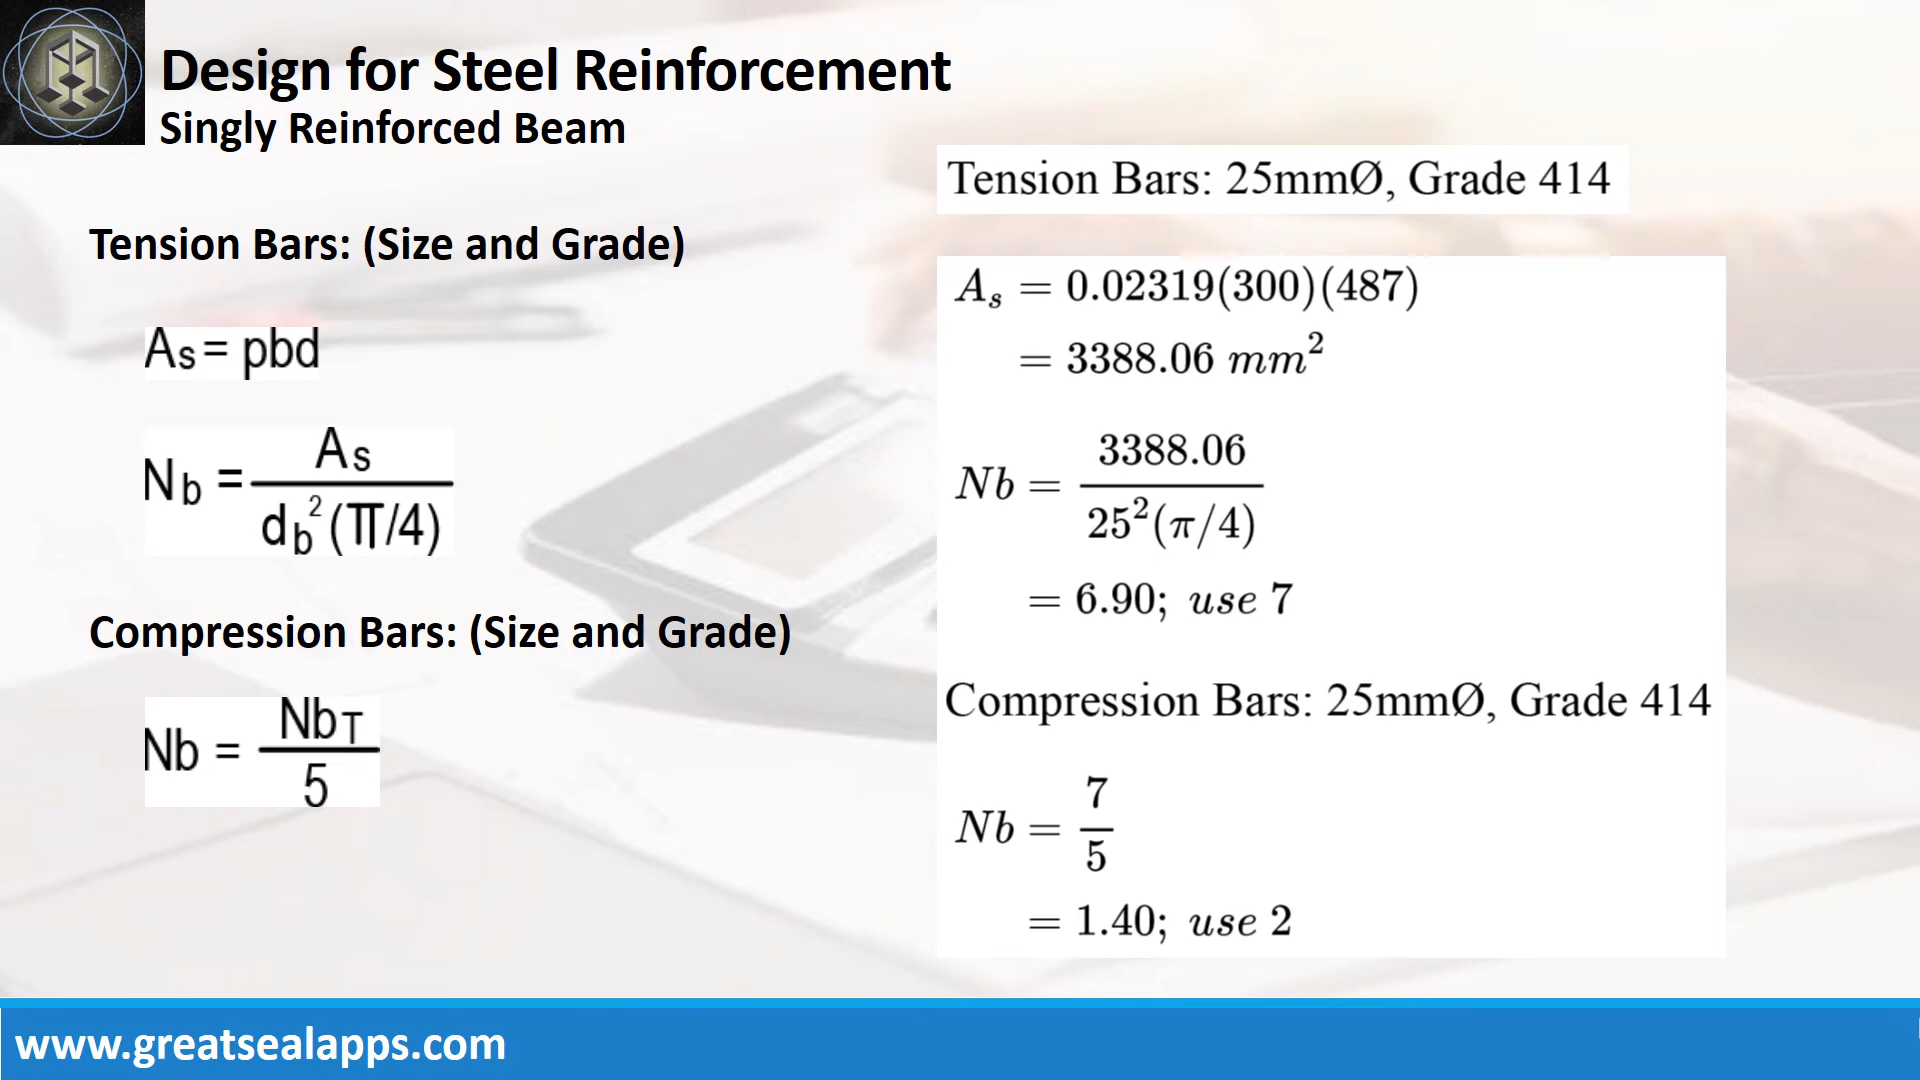 Design for Steel Reinforcement
Singly Reinforced Beam
Tension Bars: (Size and Grade)
As = pbd
Nb = As / db²(π/4)
Compression Bars: (Size and Grade)
Nb = NbT / 5
Tension Bars: 25mmØ, Grade 414
As = 0.02319(300)(487)
= 3388.06 mm²
Nb = 3388.06 / 25²(π/4)
= 6.90; use 7
Compression Bars: 25mmØ, Grade 414
Nb = 7 / 5
= 1.40; use 2
www.greatsealapps.com